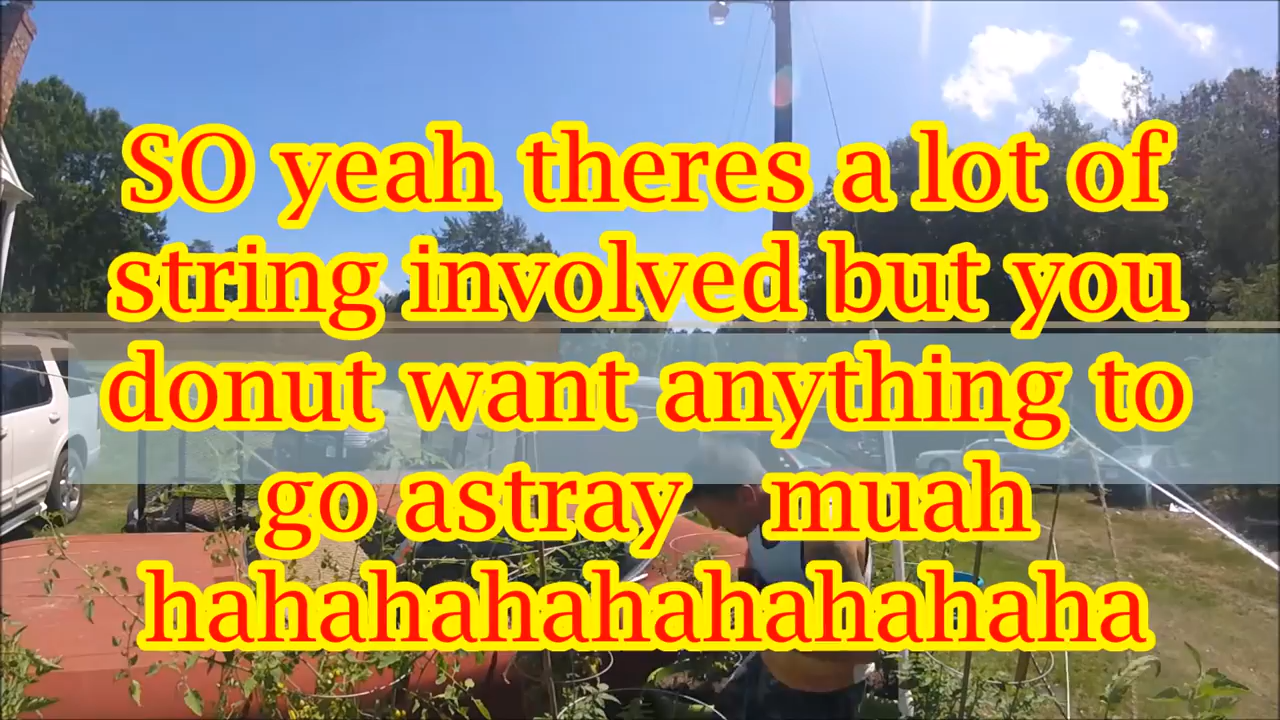 SO yeah theres a lot of
string involved but you
donut want anything to
go astray muah
hahahahahahahahaha